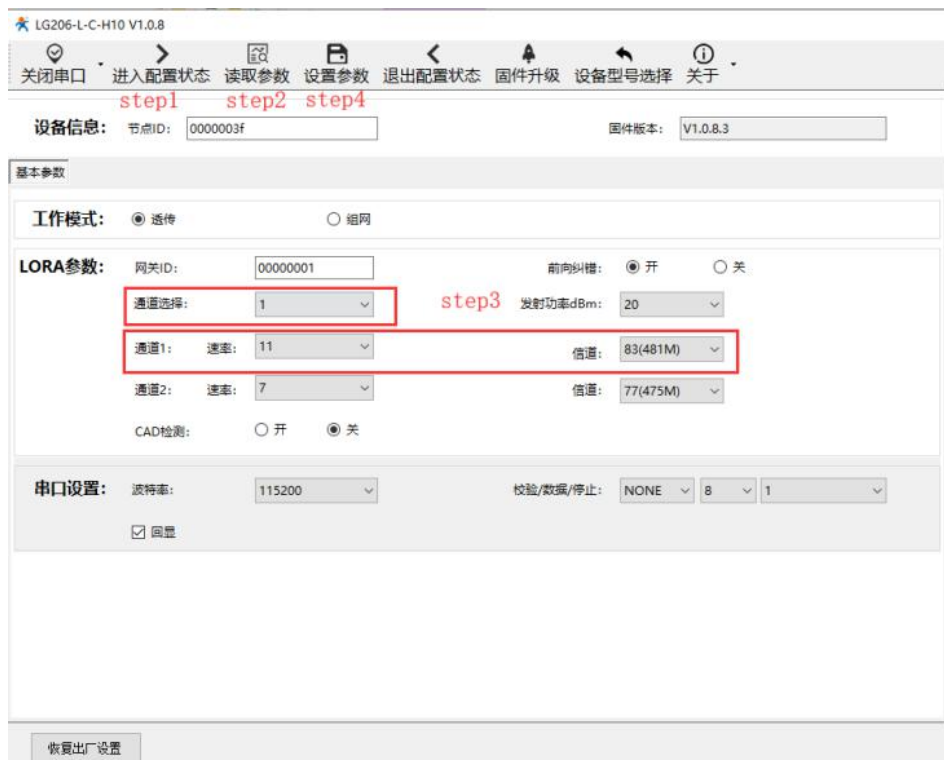 LG206-L-C-H10 V1.0.8
关闭串口 进入配置状态 读取参数 设置参数 退出配置状态 固件升级 设备型号选择 关于
step1 step2 step4
设备信息: 节点ID: 0000003f 固件版本: V1.0.8.3
基本参数
工作模式: 透传 组网
LORA参数: 网关ID: 00000001 前向纠错: 开 关
通道选择: 1 step3 发射功率dBm: 20
通道1: 速率: 11 信道: 83(481M)
通道2: 速率: 7 信道: 77(475M)
CAD检测: 开 关
串口设置: 波特率: 115200 校验/数据/停止: NONE 8 1
回显
恢复出厂设置